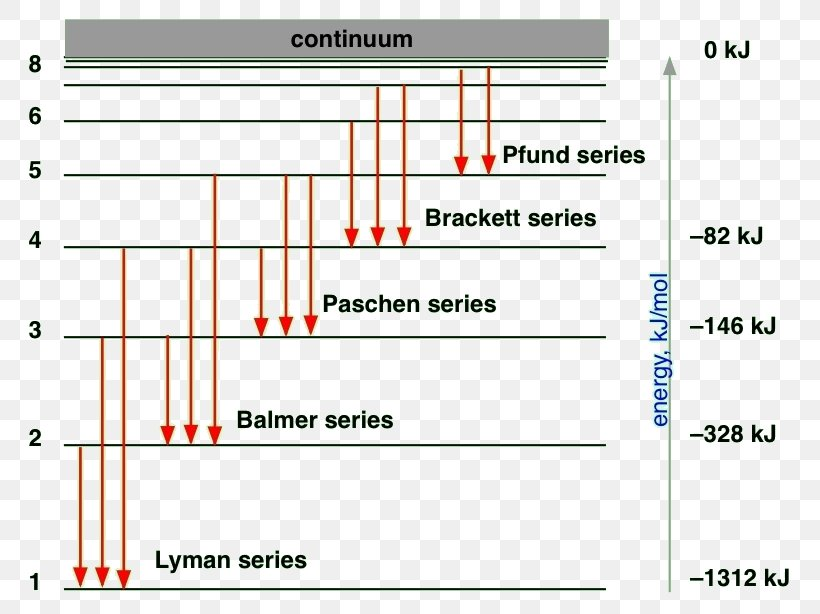 continuum
0 kJ
8
6
Pfund series
5
Brackett series
4
–82 kJ
Paschen series
3
–146 kJ
energy, kJ/mol
Balmer series
2
–328 kJ
Lyman series
1
–1312 kJ